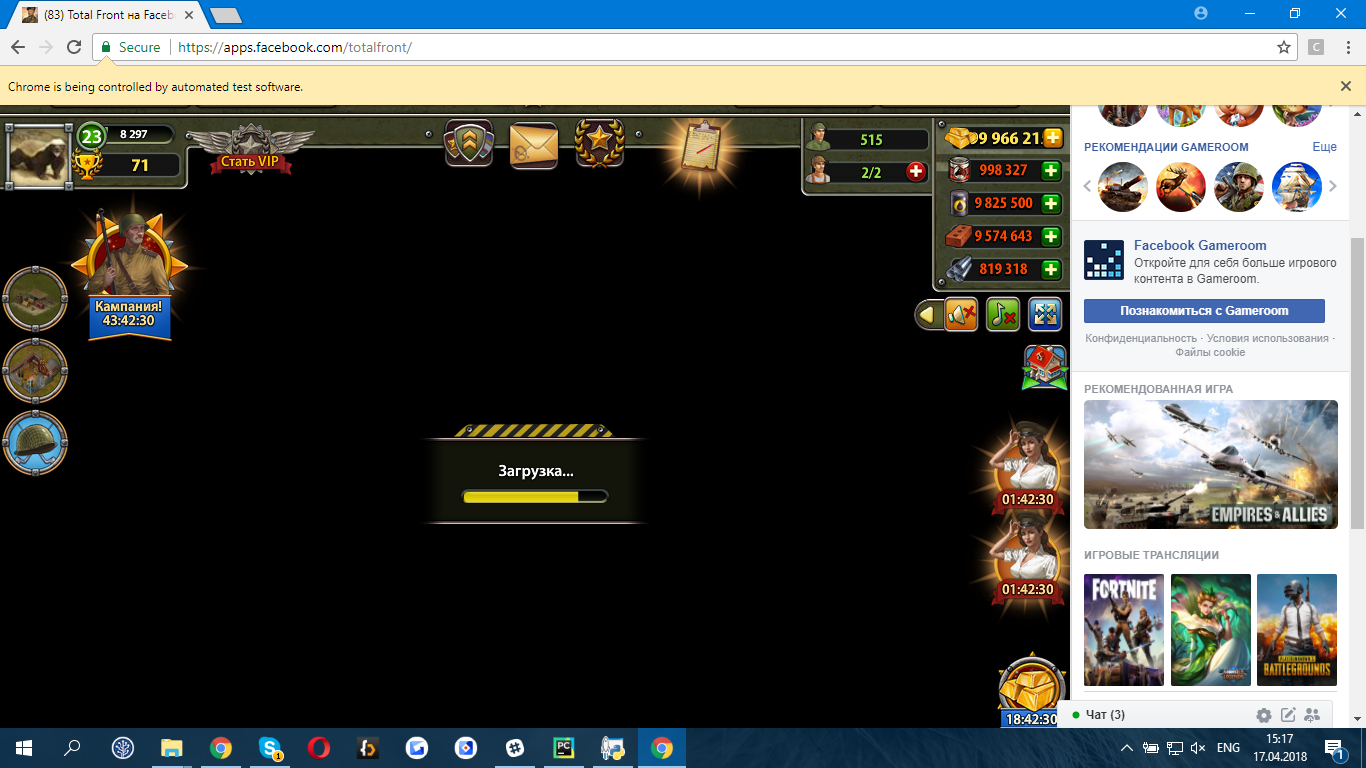 (83) Total Front на Faceb
Secure
https://apps.facebook.com/totalfront/
C
Chrome is being controlled by automated test software.
23
8 297
71
Стать VIP
515
2/2
99 966 21
998 327
9 825 500
9 574 643
819 318
Кампания!
43:42:30
Загрузка...
01:42:30
01:42:30
18:42:30
РЕКОМЕНДАЦИИ GAMEROOM
Еще
Facebook Gameroom
Откройте для себя больше игрового
контента в Gameroom.
Познакомиться с Gameroom
Конфиденциальность · Условия использования ·
Файлы cookie
РЕКОМЕНДОВАННАЯ ИГРА
EMPIRES & ALLIES
ИГРОВЫЕ ТРАНСЛЯЦИИ
FORTNITE
BATTLEGROUNDS
Чат (3)
S
1
PC
ENG
15:17
17.04.2018
1